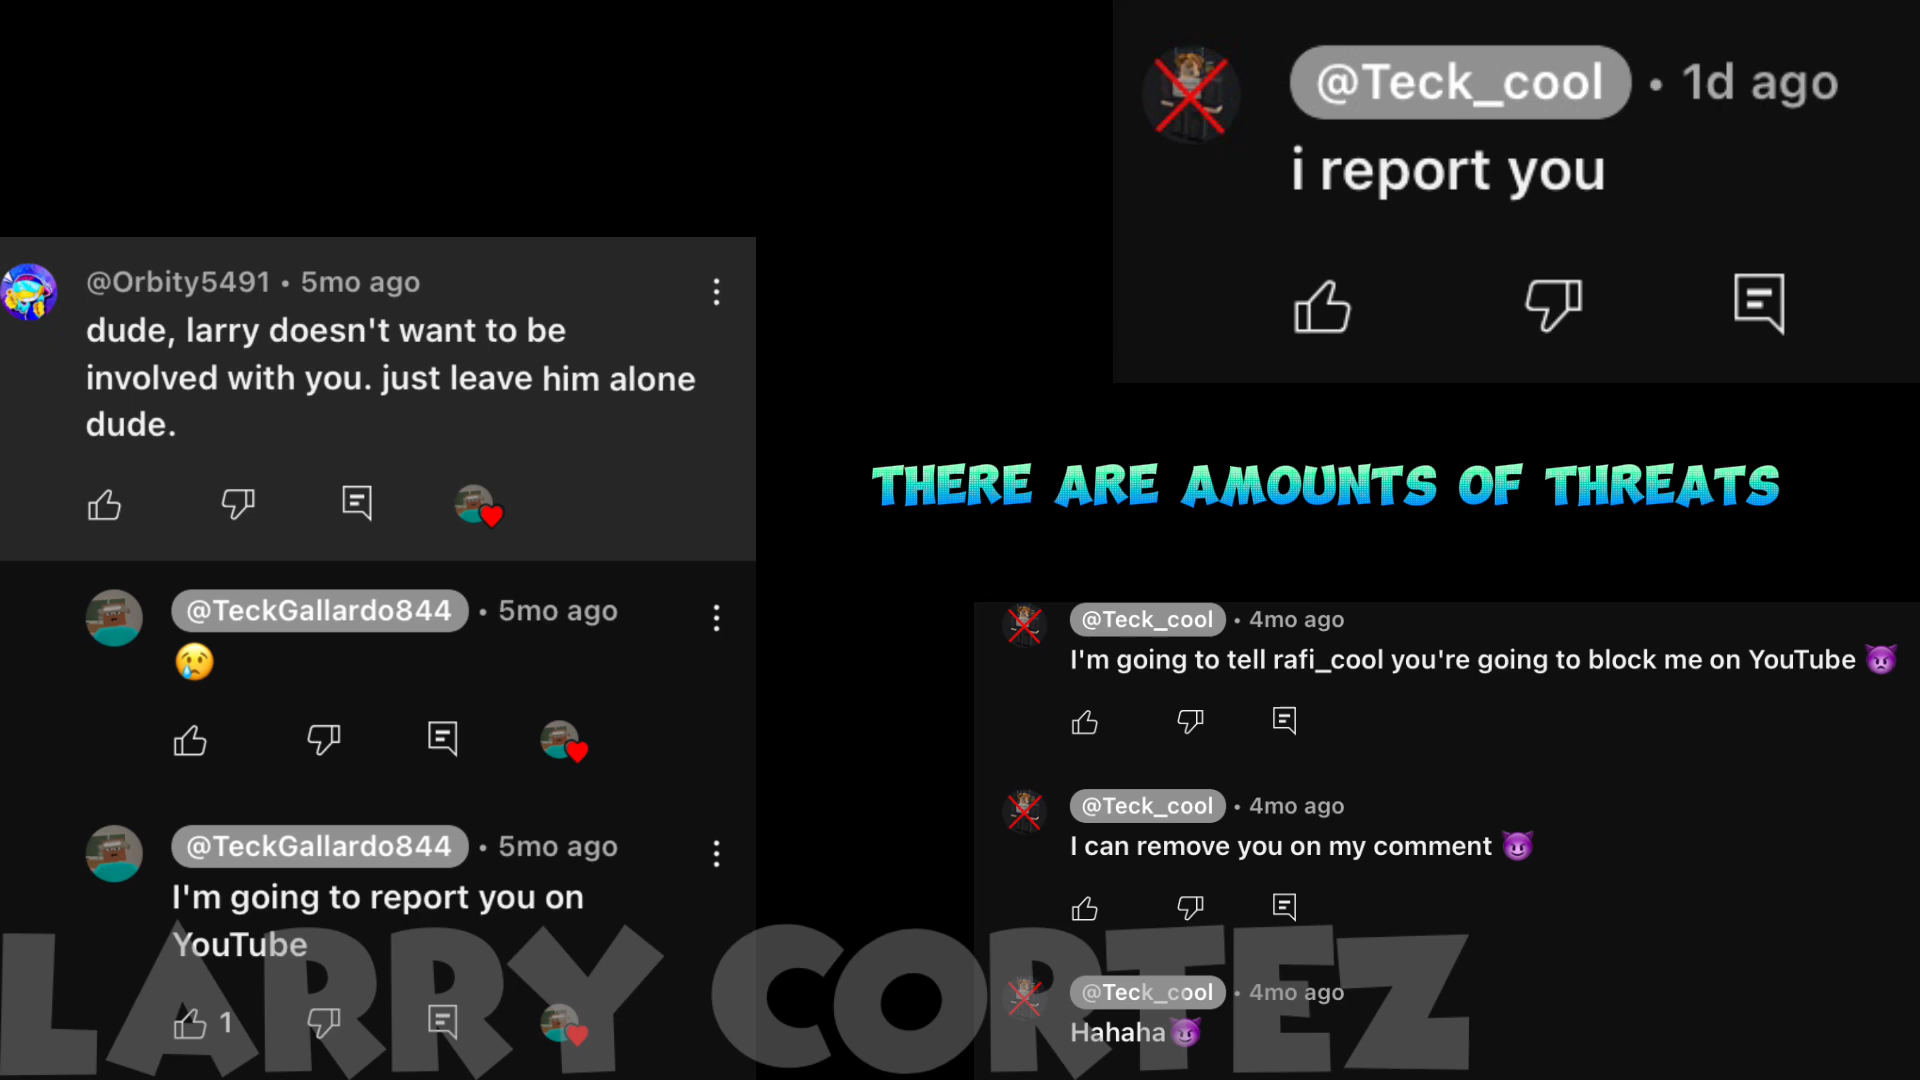 @Teck_cool • 1d ago
i report you
@Orbity5491 • 5mo ago
dude, larry doesn't want to be
involved with you. just leave him alone
dude.
@TeckGallardo844 • 5mo ago
😢
@TeckGallardo844 • 5mo ago
I'm going to report you on
YouTube
1
THERE ARE AMOUNTS OF THREATS
@Teck_cool • 4mo ago
I'm going to tell rafi_cool you're going to block me on YouTube 👿
@Teck_cool • 4mo ago
I can remove you on my comment 😈
@Teck_cool • 4mo ago
Hahaha😈
LARRY CORTEZ